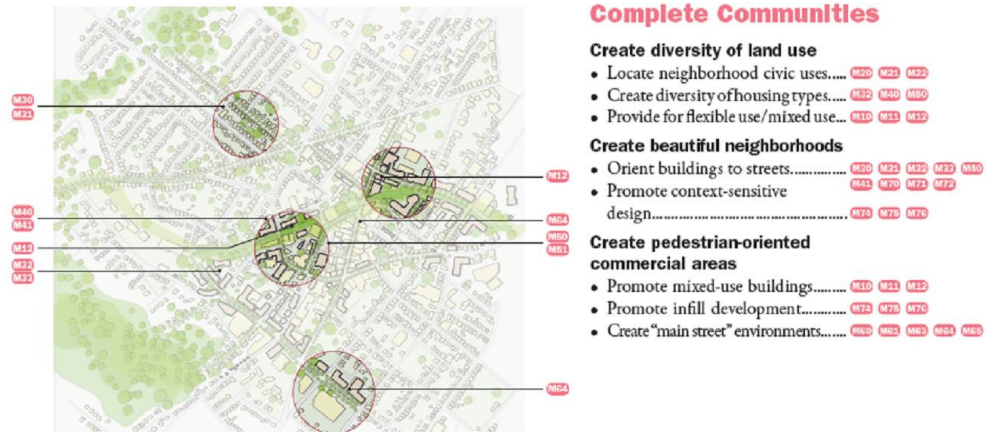 Complete Communities
Create diversity of land use
• Locate neighborhood civic uses..... M20 M21 M22
• Create diversity of housing types..... M32 M40 M50
• Provide for flexible use/mixed use... M10 M11 M12
Create beautiful neighborhoods
• Orient buildings to streets.............. M20 M21 M32 M33 M40
M41 M70 M71 M72
• Promote context-sensitive
design................................................ M74 M75 M76
Create pedestrian-oriented
commercial areas
• Promote mixed-use buildings........ M10 M11 M12
• Promote infill development........... M74 M75 M76
• Create "main street" environments...... M60 M61 M63 M64 M65
M30
M21
M40
M41
M12
M22
M23
M12
M64
M50
M51
M64